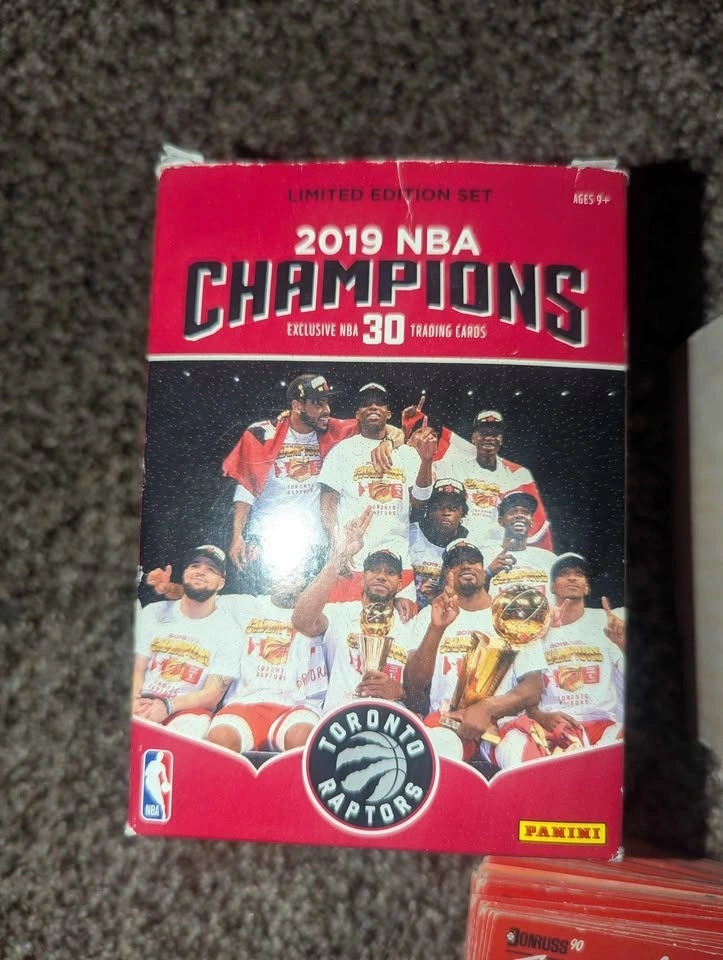 LIMITED EDITION SET
AGES 9+
2019 NBA
CHAMPIONS
EXCLUSIVE NBA 30 TRADING CARDS
TORONTO
RAPTORS
NBA
PANINI
DONRUSS 90